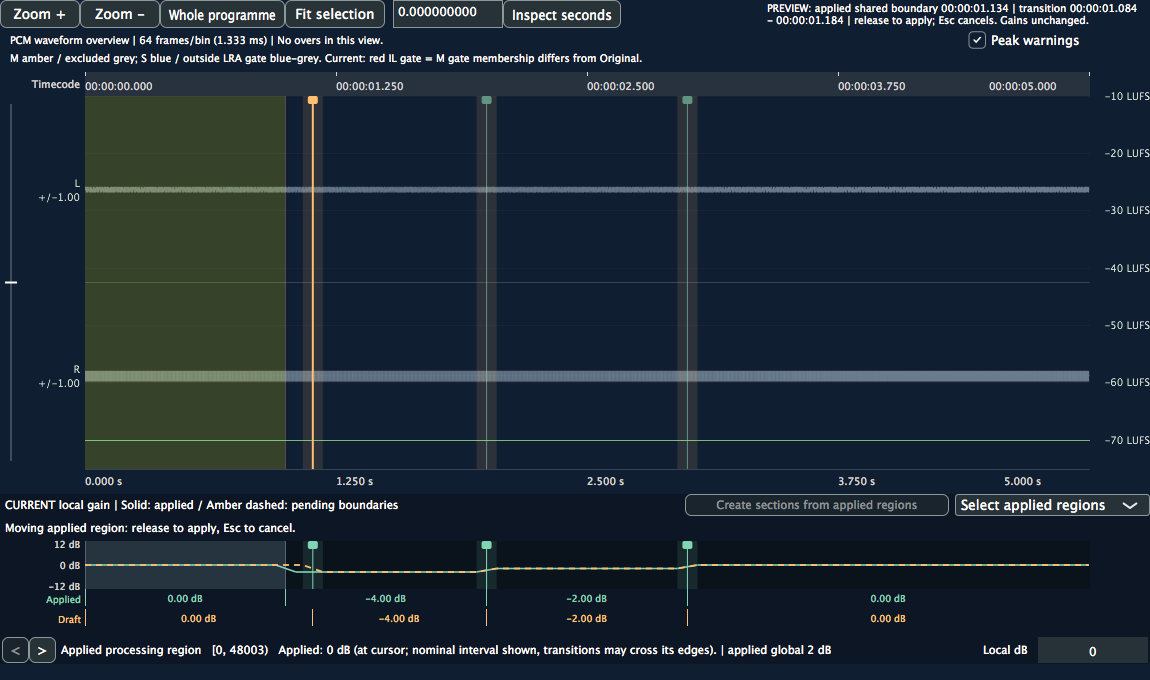 Zoom +
Zoom −
Whole programme
Fit selection
0.000000000
Inspect seconds
PREVIEW: applied shared boundary 00:00:01.134 | transition 00:00:01.084
− 00:00:01.184 | release to apply; Esc cancels. Gains unchanged.
PCM waveform overview | 64 frames/bin (1.333 ms) | No overs in this view.
Peak warnings
M amber / excluded grey; S blue / outside LRA gate blue-grey. Current: red IL gate = M gate membership differs from Original.
Timecode
00:00:00.000
00:00:01.250
00:00:02.500
00:00:03.750
00:00:05.000
−10 LUFS
−20 LUFS
L
+/−1.00
−30 LUFS
−40 LUFS
−50 LUFS
R
+/−1.00
−60 LUFS
−70 LUFS
0.000 s
1.250 s
2.500 s
3.750 s
5.000 s
CURRENT local gain | Solid: applied / Amber dashed: pending boundaries
Create sections from applied regions
Select applied regions
Moving applied region: release to apply, Esc to cancel.
12 dB
0 dB
−12 dB
Applied
0.00 dB
−4.00 dB
−2.00 dB
0.00 dB
Draft
0.00 dB
−4.00 dB
−2.00 dB
0.00 dB
<
>
Applied processing region [0, 48003) Applied: 0 dB (at cursor; nominal interval shown, transitions may cross its edges). | applied global 2 dB
Local dB
0